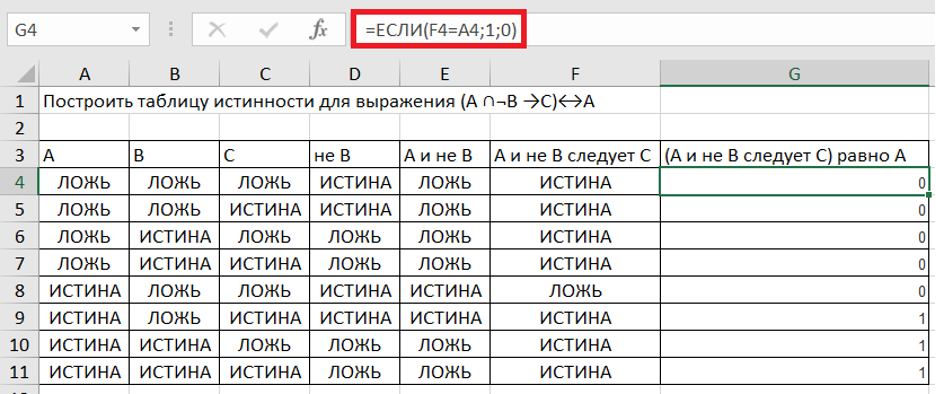 G4 fx =ЕСЛИ(F4=A4;1;0)
A B C D E F G
1 Построить таблицу истинности для выражения (A ∩¬B →C)↔A
2
3 A B C не B A и не B A и не B следует C (A и не B следует C) равно A
4 ЛОЖЬ ЛОЖЬ ЛОЖЬ ИСТИНА ЛОЖЬ ИСТИНА 0
5 ЛОЖЬ ЛОЖЬ ИСТИНА ИСТИНА ЛОЖЬ ИСТИНА 0
6 ЛОЖЬ ИСТИНА ЛОЖЬ ЛОЖЬ ЛОЖЬ ИСТИНА 0
7 ЛОЖЬ ИСТИНА ИСТИНА ЛОЖЬ ЛОЖЬ ИСТИНА 0
8 ИСТИНА ЛОЖЬ ЛОЖЬ ИСТИНА ИСТИНА ЛОЖЬ 0
9 ИСТИНА ЛОЖЬ ИСТИНА ИСТИНА ИСТИНА ИСТИНА 1
10 ИСТИНА ИСТИНА ЛОЖЬ ЛОЖЬ ЛОЖЬ ИСТИНА 1
11 ИСТИНА ИСТИНА ИСТИНА ЛОЖЬ ЛОЖЬ ИСТИНА 1